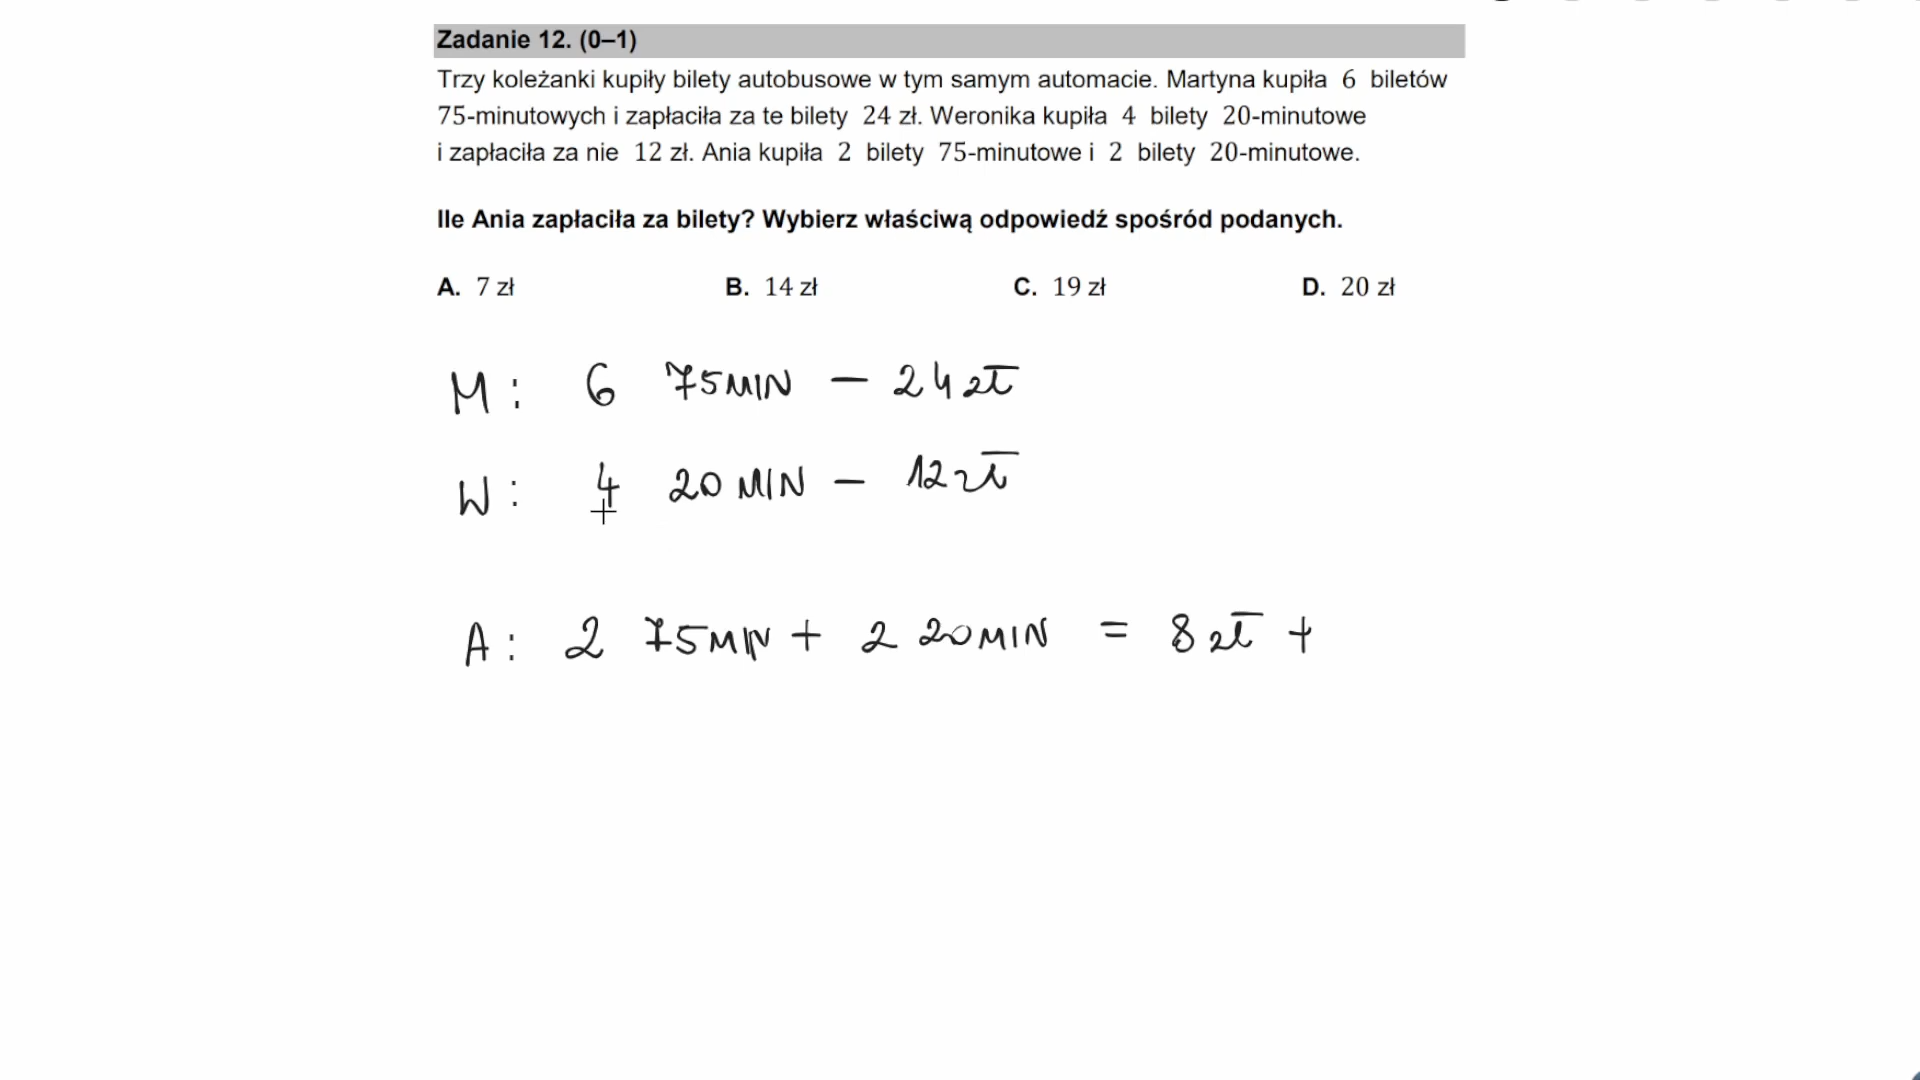 Zadanie 12. (0–1)
Trzy koleżanki kupiły bilety autobusowe w tym samym automacie. Martyna kupiła 6 biletów
75-minutowych i zapłaciła za te bilety 24 zł. Weronika kupiła 4 bilety 20-minutowe
i zapłaciła za nie 12 zł. Ania kupiła 2 bilety 75-minutowe i 2 bilety 20-minutowe.
Ile Ania zapłaciła za bilety? Wybierz właściwą odpowiedź spośród podanych.
A. 7 zł B. 14 zł C. 19 zł D. 20 zł
M: 6 75MIN – 24zł
W: 4 20 MIN – 12zł
A: 2 75MIN + 2 20MIN = 8zł +